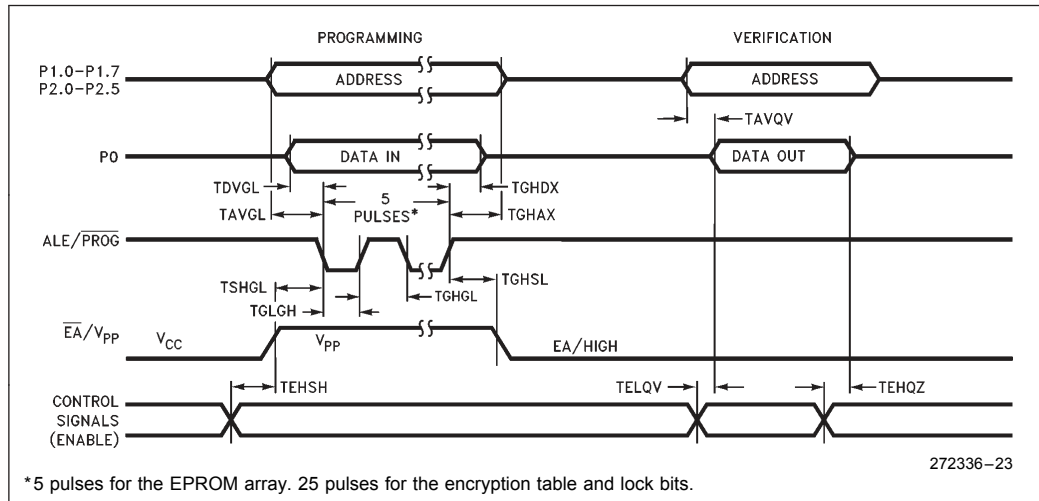 PROGRAMMING VERIFICATION
P1.0–P1.7
P2.0–P2.5
ADDRESS ADDRESS
TAVQV
P0 DATA IN DATA OUT
TDVGL TGHDX
5
PULSES*
TAVGL TGHAX
ALE/PROG
TSHGL TGHSL
TGHGL
TGLGH
EA/VPP
VCC VPP EA/HIGH
TEHSH TELQV TEHQZ
CONTROL
SIGNALS
(ENABLE)
272336–23
*5 pulses for the EPROM array. 25 pulses for the encryption table and lock bits.